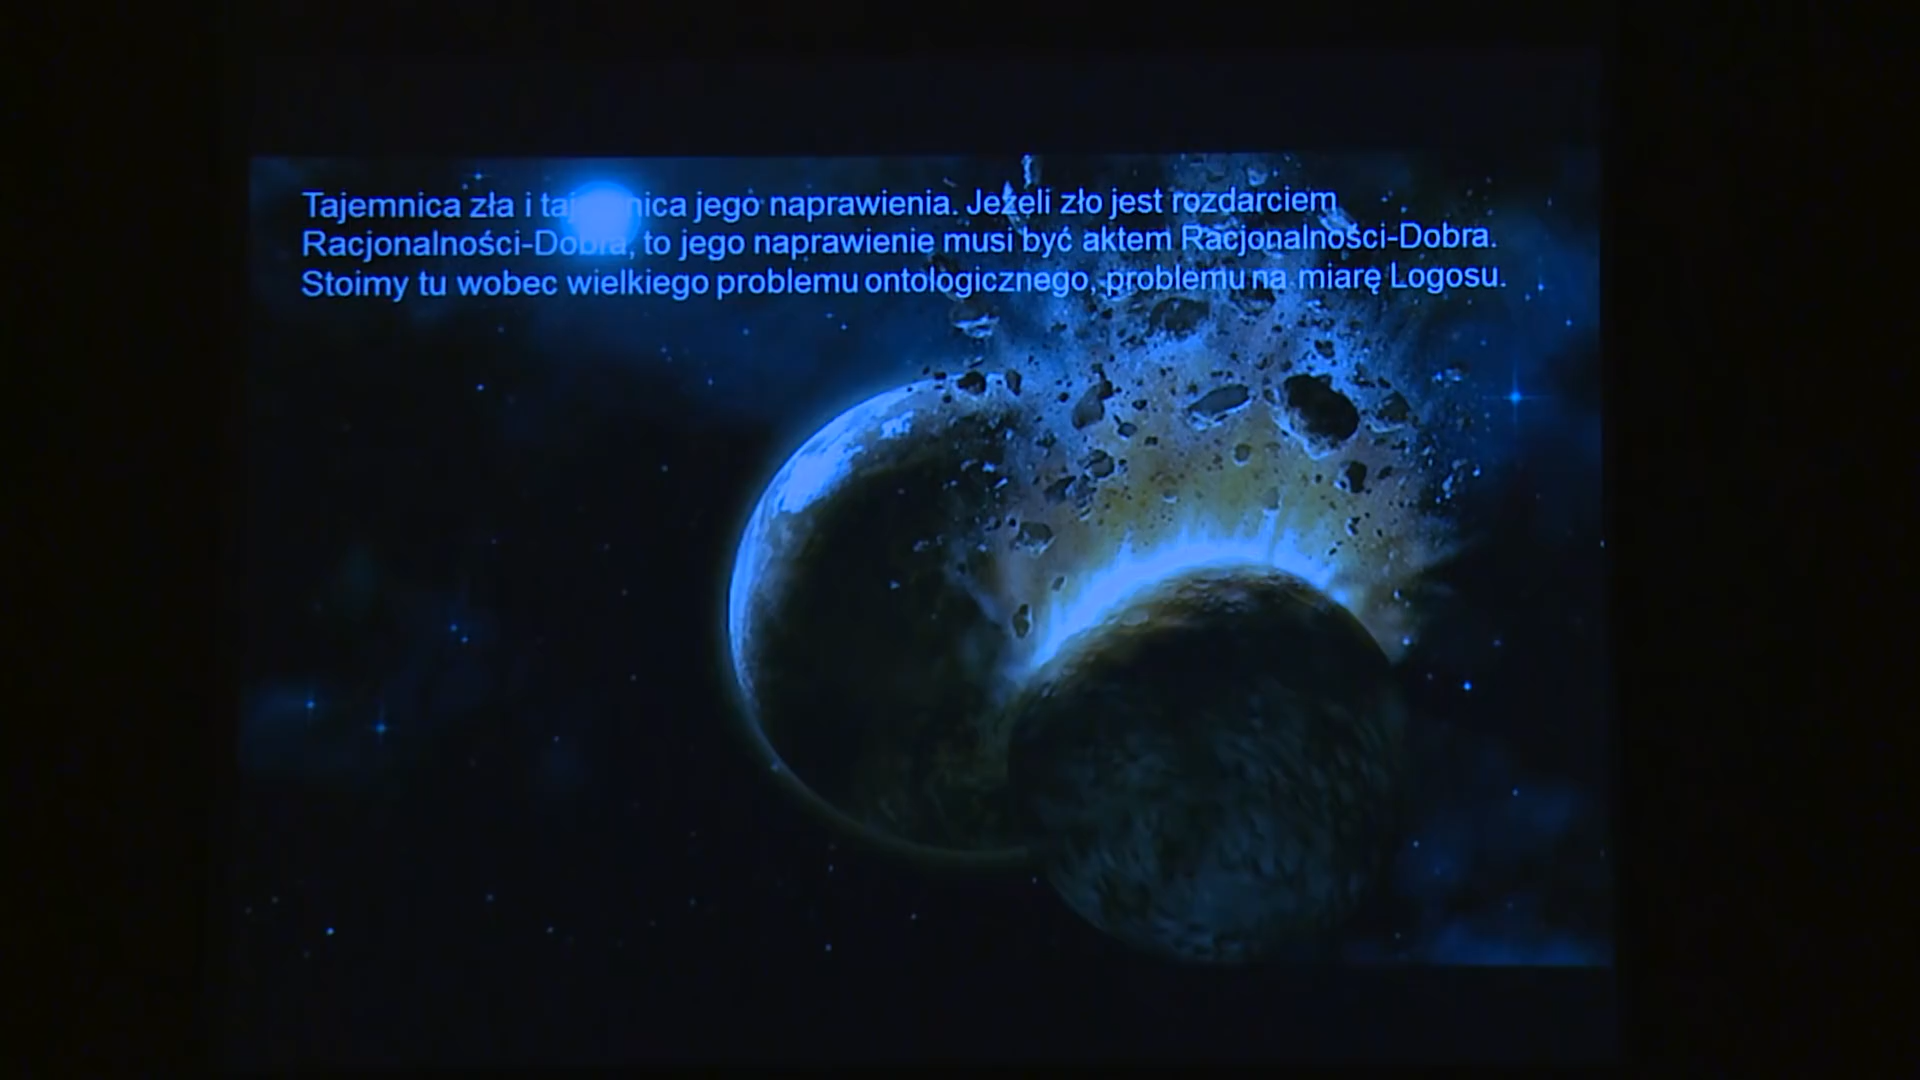 Tajemnica zła i tajemnica jego naprawienia. Jeżeli zło jest rozdarciem
Racjonalności-Dobra, to jego naprawienie musi być aktem Racjonalności-Dobra.
Stoimy tu wobec wielkiego problemu ontologicznego, problemu na miarę Logosu.